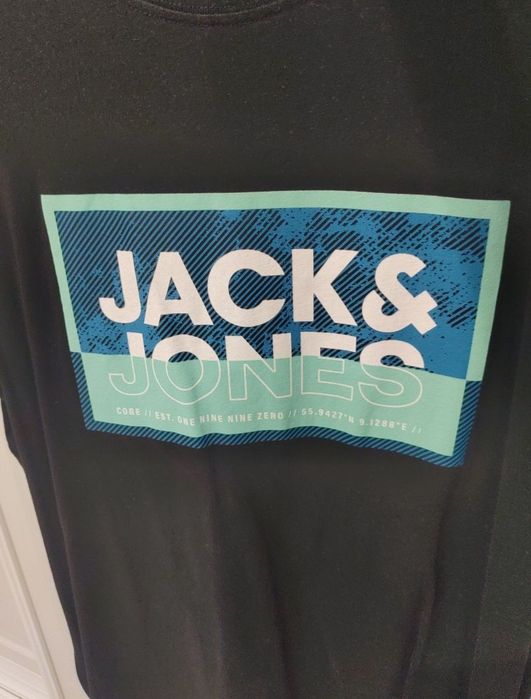 JACK&
JONES
CORE // EST. ONE NINE NINE ZERO // 55.9427°N 9.1288°E //